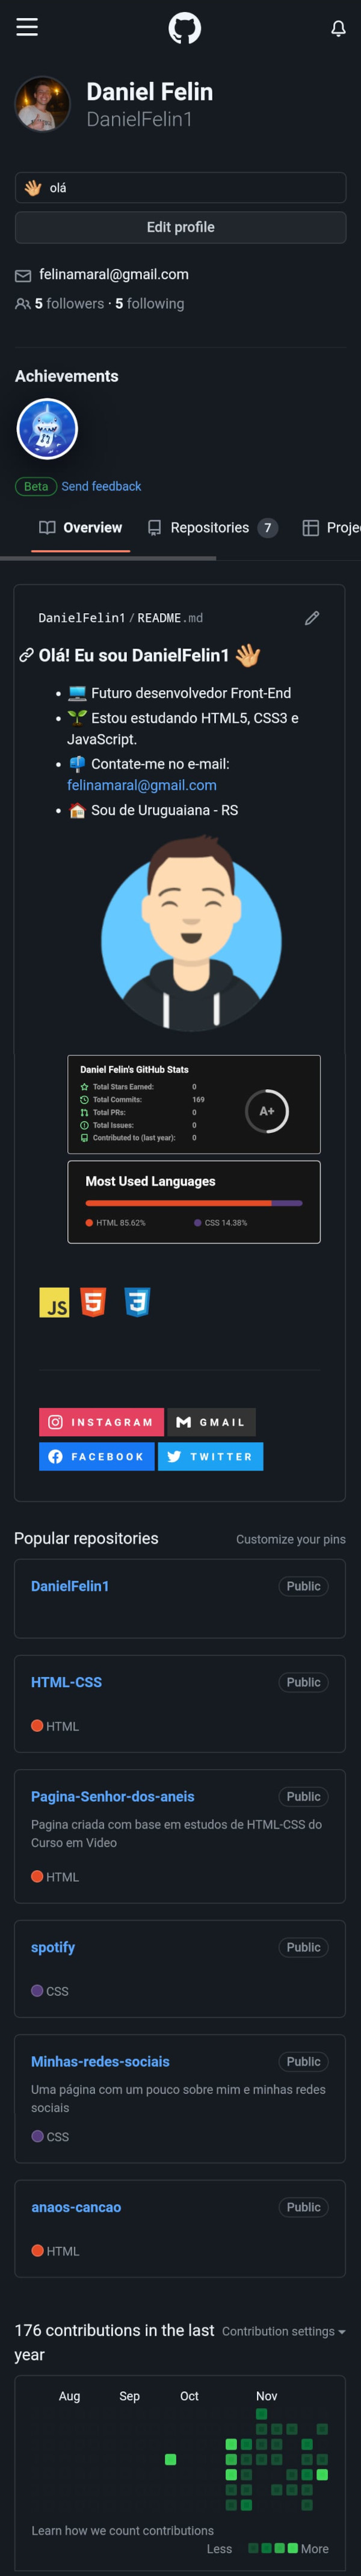 Daniel Felin
DanielFelin1
👋 olá
Edit profile
felinamaral@gmail.com
5 followers · 5 following
Achievements
Beta Send feedback
Overview Repositories 7 Proje
DanielFelin1 / README.md
Olá! Eu sou DanielFelin1 👋
• 💻 Futuro desenvolvedor Front-End
• 🌱 Estou estudando HTML5, CSS3 e
JavaScript.
• 📫 Contate-me no e-mail:
felinamaral@gmail.com
• 🏠 Sou de Uruguaiana - RS
Daniel Felin's GitHub Stats
Total Stars Earned: 0
Total Commits: 169
Total PRs: 0
Total Issues: 0
Contributed to (last year): 0
A+
Most Used Languages
HTML 85.62% CSS 14.38%
JS 5 3
INSTAGRAM GMAIL
FACEBOOK TWITTER
Popular repositories Customize your pins
DanielFelin1 Public
HTML-CSS Public
HTML
Pagina-Senhor-dos-aneis Public
Pagina criada com base em estudos de HTML-CSS do
Curso em Video
HTML
spotify Public
CSS
Minhas-redes-sociais Public
Uma página com um pouco sobre mim e minhas redes
sociais
CSS
anaos-cancao Public
HTML
176 contributions in the last Contribution settings
year
Aug Sep Oct Nov
Learn how we count contributions
Less More